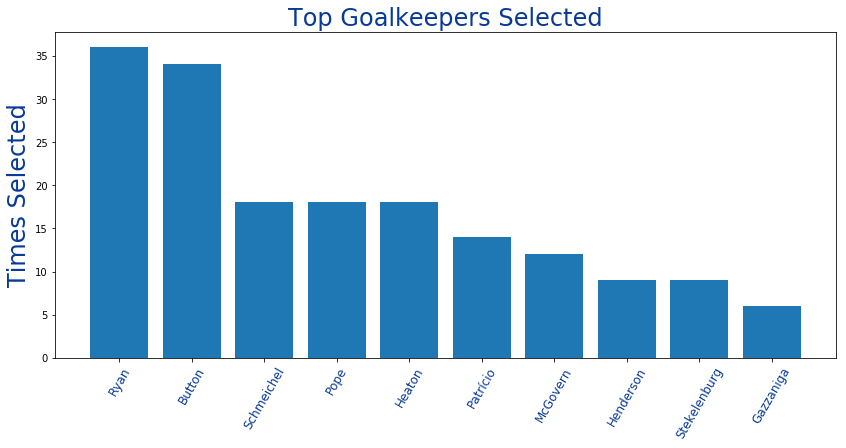 Top Goalkeepers Selected
Times Selected
35
30
25
20
15
10
5
0
Ryan
Button
Schmeichel
Pope
Heaton
Patrício
McGovern
Henderson
Stekelenburg
Gazzaniga